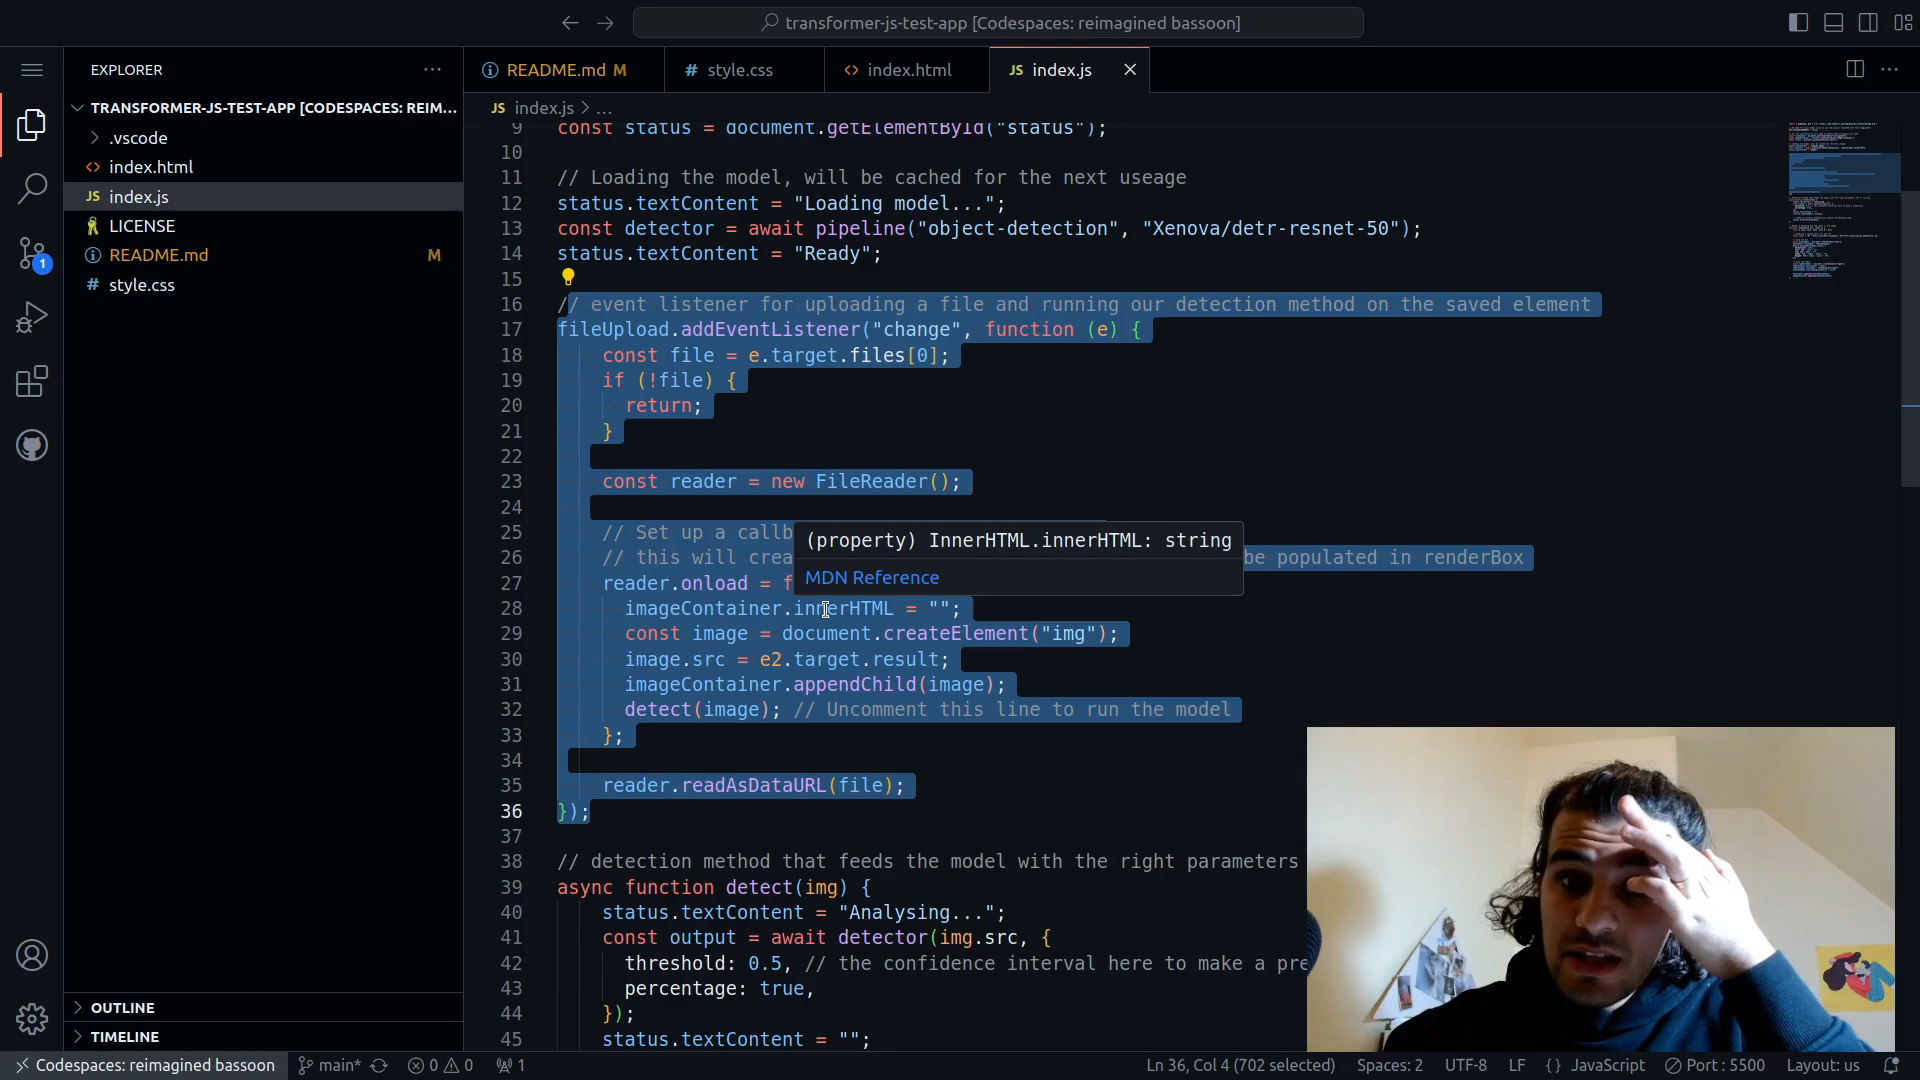 transformer-js-test-app [Codespaces: reimagined bassoon]
EXPLORER
TRANSFORMER-JS-TEST-APP [CODESPACES: REIM...
.vscode
index.html
index.js
LICENSE
README.md M
style.css
OUTLINE
TIMELINE
1
README.md M
style.css
index.html
JS index.js
JS index.js > ...
9 const status = document.getElementById("status");
10
11 // Loading the model, will be cached for the next useage
12 status.textContent = "Loading model...";
13 const detector = await pipeline("object-detection", "Xenova/detr-resnet-50");
14 status.textContent = "Ready";
15
16 // event listener for uploading a file and running our detection method on the saved element
17 fileUpload.addEventListener("change", function (e) {
18 const file = e.target.files[0];
19 if (!file) {
20 return;
21 }
22
23 const reader = new FileReader();
24
25 // Set up a callb
(property) InnerHTML.innerHTML: string
26 // this will crea be populated in renderBox
MDN Reference
27 reader.onload = f
28 imageContainer.innerHTML = "";
29 const image = document.createElement("img");
30 image.src = e2.target.result;
31 imageContainer.appendChild(image);
32 detect(image); // Uncomment this line to run the model
33 };
34
35 reader.readAsDataURL(file);
36 });
37
38 // detection method that feeds the model with the right parameters
39 async function detect(img) {
40 status.textContent = "Analysing...";
41 const output = await detector(img.src, {
42 threshold: 0.5, // the confidence interval here to make a pre
43 percentage: true,
44 });
45 status.textContent = "";
Codespaces: reimagined bassoon main* 0 0 1 Ln 36, Col 4 (702 selected) Spaces: 2 UTF-8 LF {} JavaScript Port : 5500 Layout: us